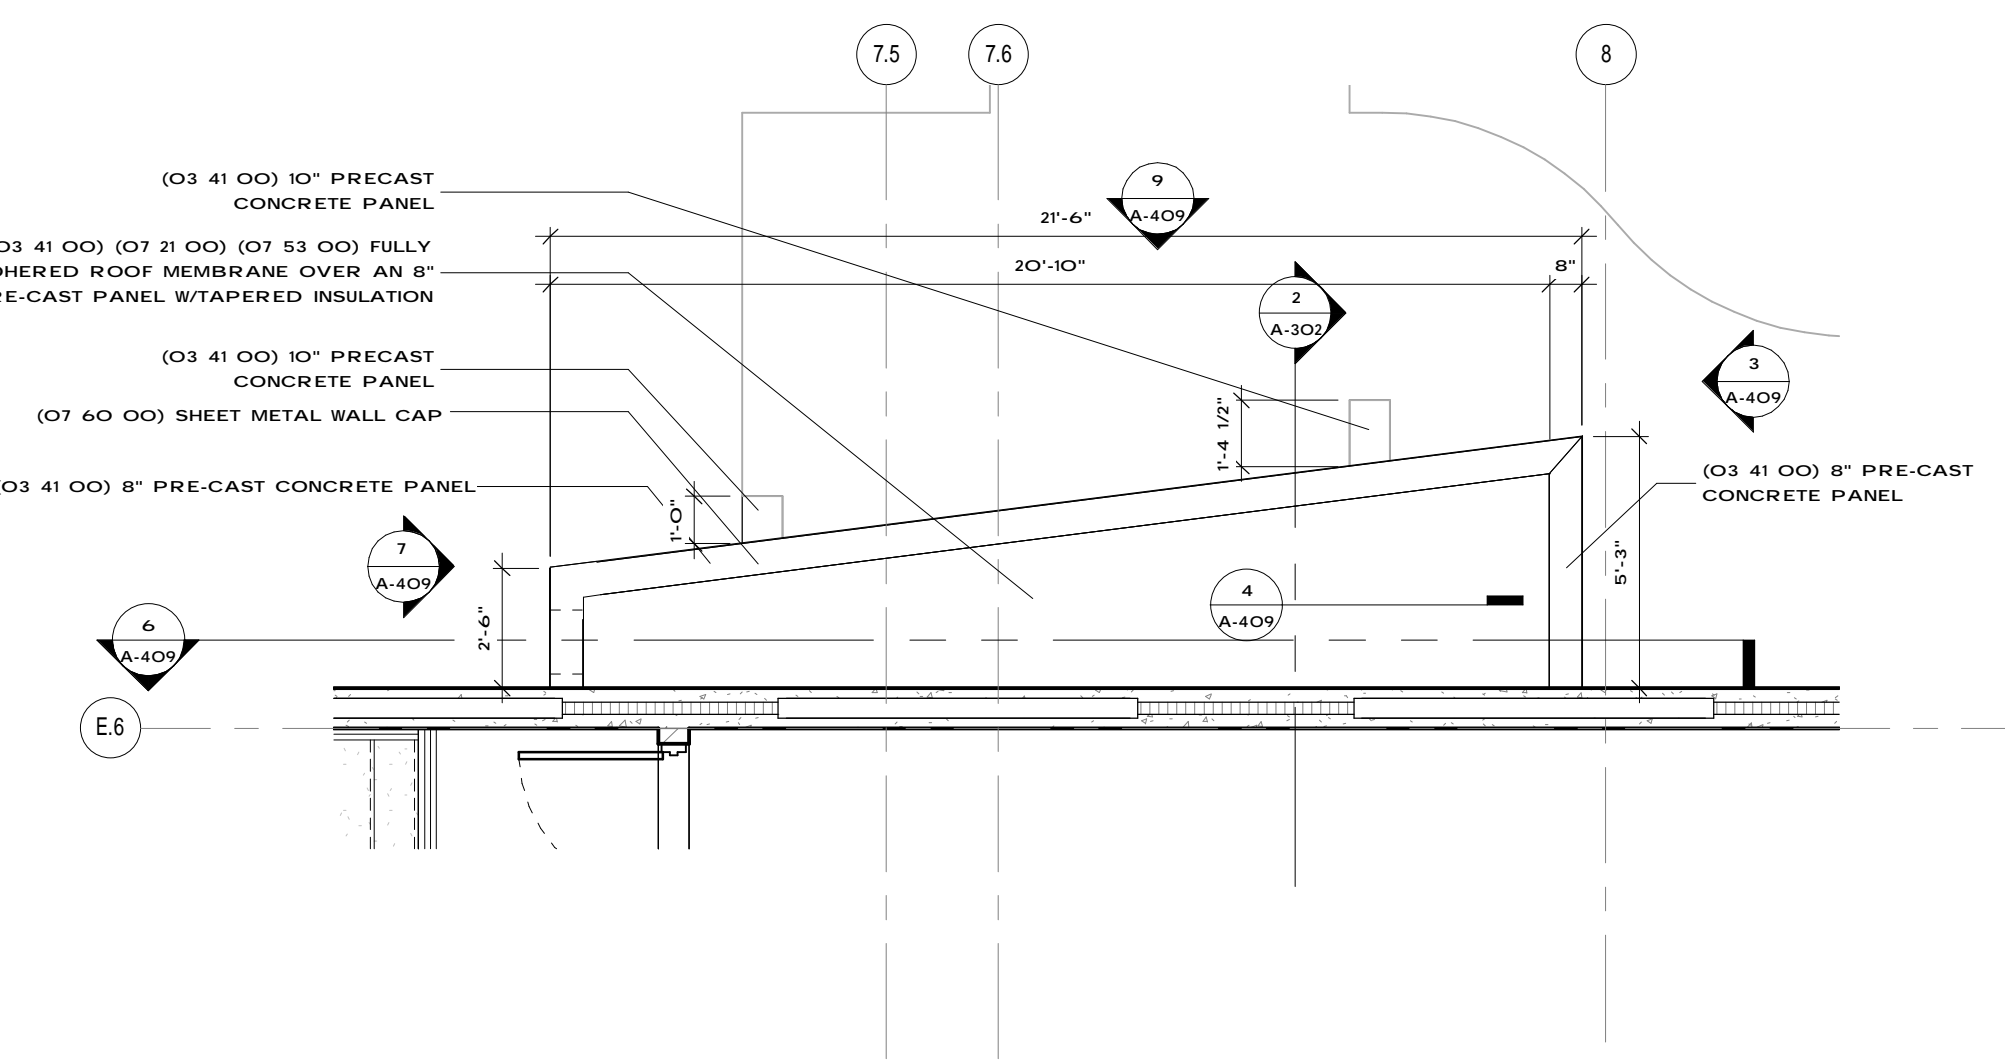 7.5
7.6
8
(03 41 00) 10" PRECAST
CONCRETE PANEL
9
A-409
21'-6"
03 41 00) (07 21 00) (07 53 00) FULLY
HERED ROOF MEMBRANE OVER AN 8"
RE-CAST PANEL W/TAPERED INSULATION
20'-10"
8"
2
A-302
(03 41 00) 10" PRECAST
CONCRETE PANEL
3
A-409
(07 60 00) SHEET METAL WALL CAP
1'-4 1/2"
(03 41 00) 8" PRE-CAST CONCRETE PANEL
(03 41 00) 8" PRE-CAST
CONCRETE PANEL
1'-0"
7
A-409
5'-3"
4
A-409
2'-6"
6
A-409
E.6